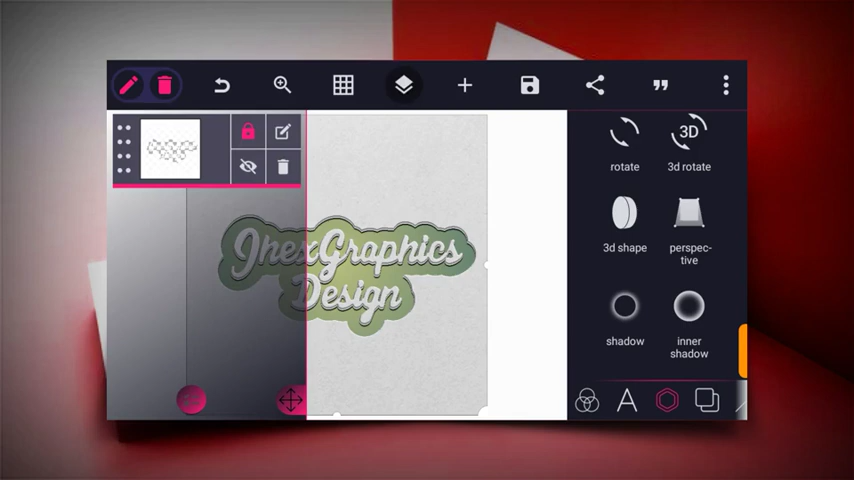 3D
rotate
3d rotate
3d shape
perspec-
tive
JhexGraphics
Design
shadow
inner
shadow
A